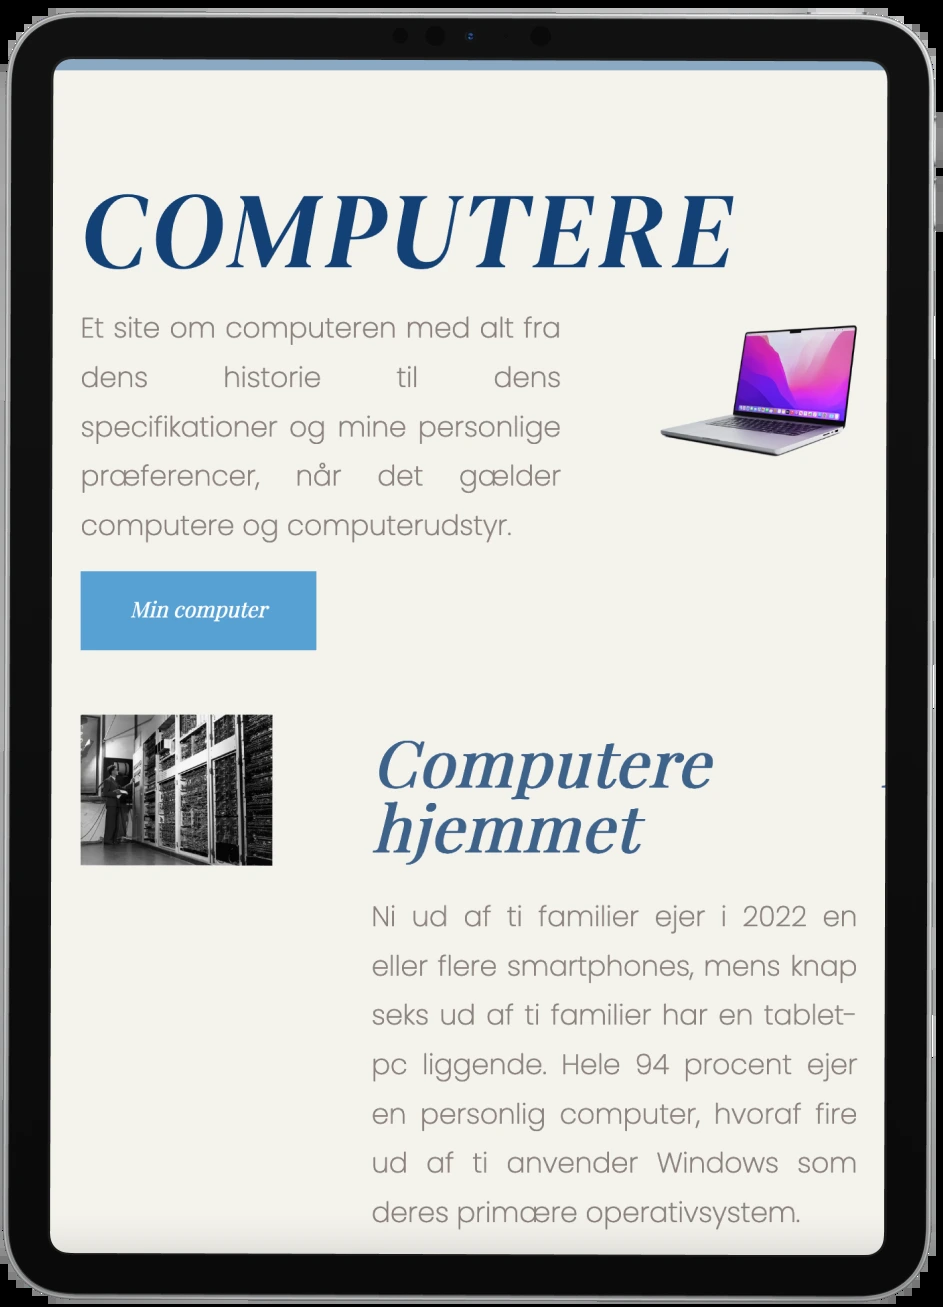 COMPUTERE
Et site om computeren med alt fra
dens historie til dens
specifikationer og mine personlige
præferencer, når det gælder
computere og computerudstyr.
Min computer
Computere
hjemmet
Ni ud af ti familier ejer i 2022 en
eller flere smartphones, mens knap
seks ud af ti familier har en tablet-
pc liggende. Hele 94 procent ejer
en personlig computer, hvoraf fire
ud af ti anvender Windows som
deres primære operativsystem.